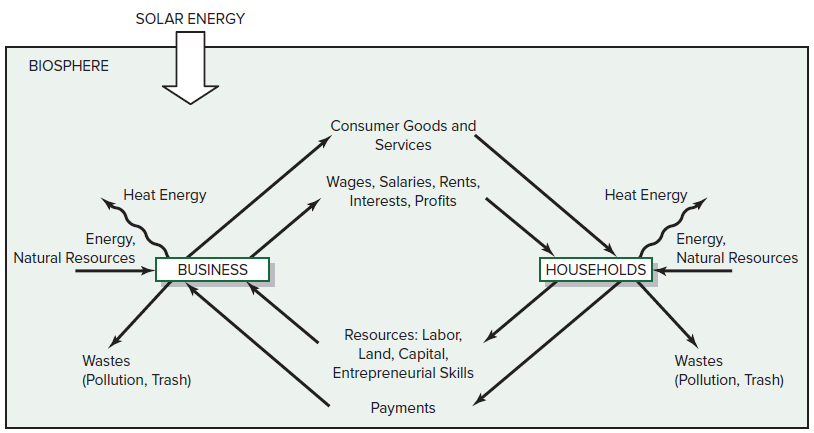 SOLAR ENERGY
BIOSPHERE
Consumer Goods and
Services
Wages, Salaries, Rents,
Interests, Profits
Heat Energy
Heat Energy
Energy,
Natural Resources
Energy,
Natural Resources
BUSINESS
HOUSEHOLDS
Resources: Labor,
Land, Capital,
Entrepreneurial Skills
Wastes
(Pollution, Trash)
Wastes
(Pollution, Trash)
Payments